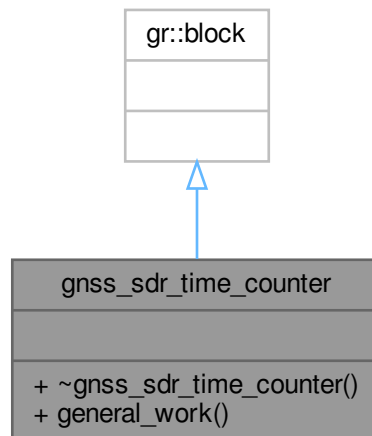 gr::block
gnss_sdr_time_counter
+ ~gnss_sdr_time_counter()
+ general_work()